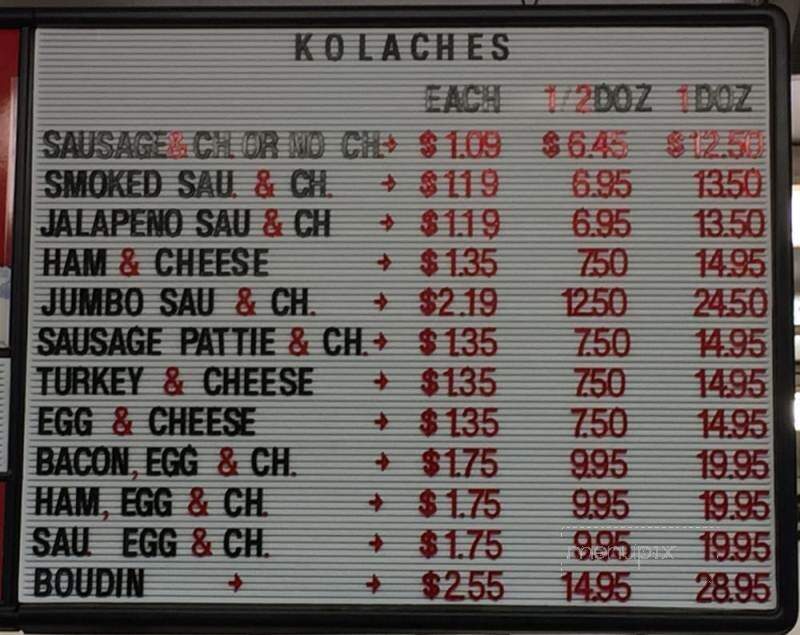 KOLACHES
EACH 1/2DOZ 1DOZ
SAUSAGE& CH. OR NO CH.→ $1.09 $6.45 $12.50
SMOKED SAU. & CH. → $1.19 6.95 13.50
JALAPENO SAU & CH → $1.19 6.95 13.50
HAM & CHEESE → $1.35 7.50 14.95
JUMBO SAU & CH. → $2.19 12.50 24.50
SAUSAGE PATTIE & CH.→ $1.35 7.50 14.95
TURKEY & CHEESE → $1.35 7.50 14.95
EGG & CHEESE → $1.35 7.50 14.95
BACON, EGG & CH. → $1.75 9.95 19.95
HAM, EGG & CH. → $1.75 9.95 19.95
SAU. EGG & CH. → $1.75 9.95 19.95
menupix
BOUDIN → → $2.55 14.95 28.95